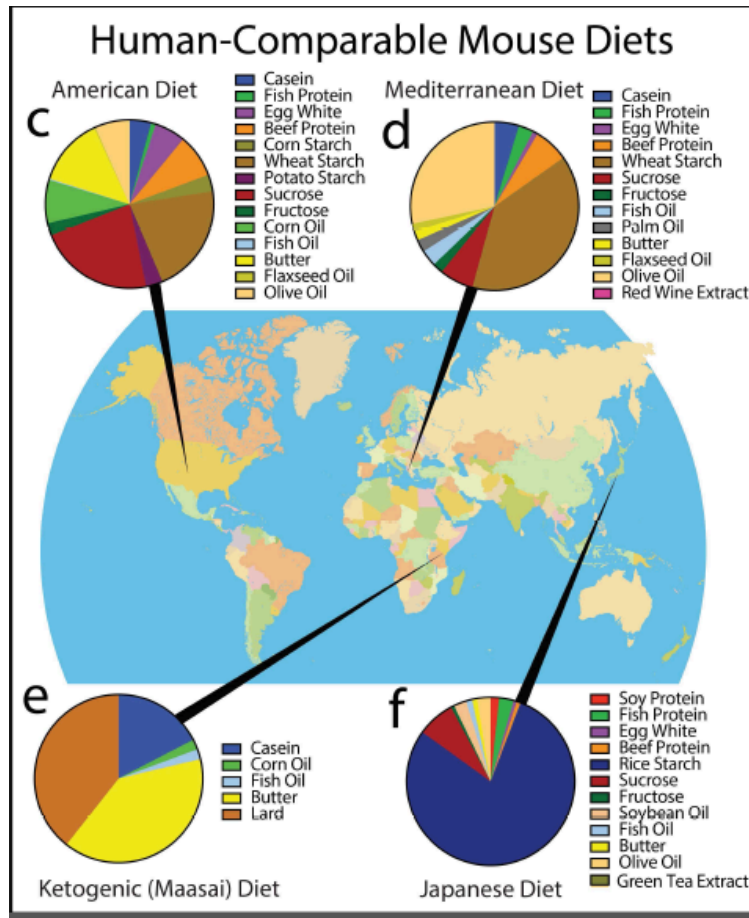 Human-Comparable Mouse Diets
American Diet
c
Casein
Fish Protein
Egg White
Beef Protein
Corn Starch
Wheat Starch
Potato Starch
Sucrose
Fructose
Corn Oil
Fish Oil
Butter
Flaxseed Oil
Olive Oil
Mediterranean Diet
d
Casein
Fish Protein
Egg White
Beef Protein
Wheat Starch
Sucrose
Fructose
Fish Oil
Palm Oil
Butter
Flaxseed Oil
Olive Oil
Red Wine Extract
e
Casein
Corn Oil
Fish Oil
Butter
Lard
Ketogenic (Maasai) Diet
f
Soy Protein
Fish Protein
Egg White
Beef Protein
Rice Starch
Sucrose
Fructose
Soybean Oil
Fish Oil
Butter
Olive Oil
Green Tea Extract
Japanese Diet